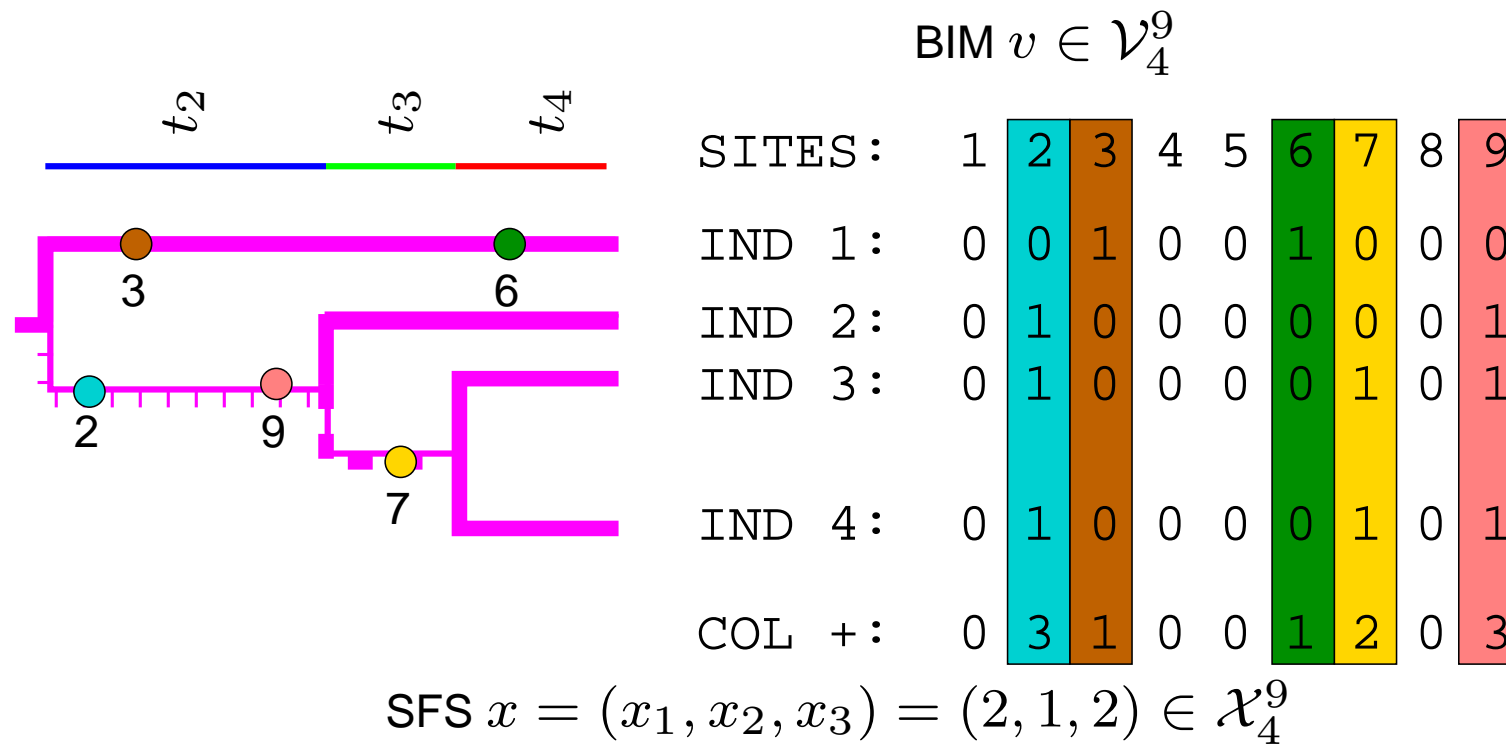 BIM v ∈ 𝒱₄⁹
t₂ t₃ t₄
SITES: 1 2 3 4 5 6 7 8 9
3 6
IND 1: 0 0 1 0 0 1 0 0 0
IND 2: 0 1 0 0 0 0 0 0 1
IND 3: 0 1 0 0 0 0 1 0 1
2 9
7
IND 4: 0 1 0 0 0 0 1 0 1
COL +: 0 3 1 0 0 1 2 0 3
SFS x = (x₁, x₂, x₃) = (2, 1, 2) ∈ 𝒳₄⁹